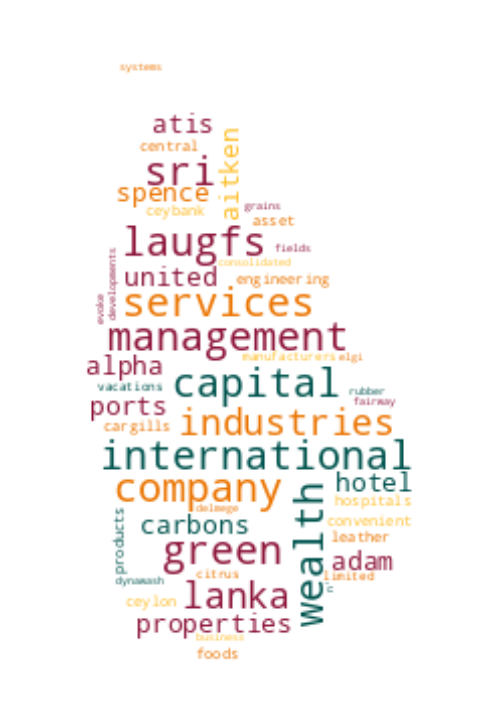 systems
atis
central
sri
aitken
spence
ceybank
grains
asset
laugfs
fields
consolidated
united
engineering
developments
evoke
services
management
manufacturers
elgi
alpha
vacations
capital
rubber
fairway
ports
cargills
industries
international
company
hotel
hospitals
delmege
wealth
products
carbons
convenient
leather
green
adam
citrus
limited
dynawash
c
lanka
ceylon
properties
business
foods